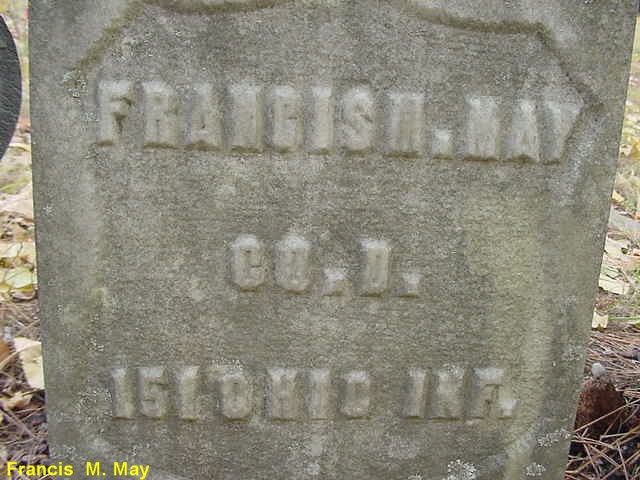 FRANCIS M. MAY
CO. D.
151 OHIO INF.
Francis M. May